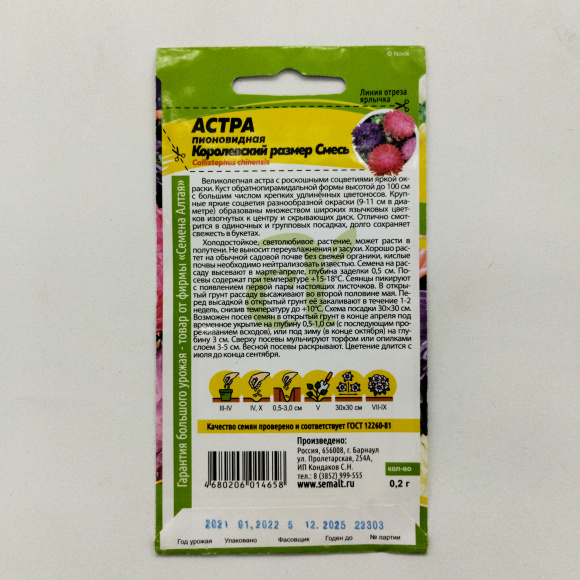 © Novik
Линия отреза
ярлычка
АСТРА
пионовидная
Королевский размер Смесь
Callistephus chinensis
Великолепная астра с роскошными соцветиями яркой ок-
раски. Куст обратнопирамидальной формы высотой до 100 см
с большим числом крепких удлинённых цветоносов. Круп-
ные яркие соцветия разнообразной окраски (9-11 см в диа-
метре) образованы множеством широких язычковых цвет-
ков изогнутых к центру и скрывающих диск. Отлично смот-
рится в одиночных и групповых посадках, долго сохраняет
свежесть в букетах.
Холодостойкое, светолюбивое растение, может расти в
полутени. Не выносит переувлажнения и засухи. Хорошо рас-
тет на обычной садовой почве без свежей органики, кислые
почвы необходимо нейтрализовать известью. Семена на рас-
саду высевают в марте-апреле, глубина заделки 0,5 см. По-
севы содержат при температуре +15-18°С. Сеянцы пикируют
с появлением первой пары настоящих листочков. В откры-
тый грунт рассаду высаживают во второй половине мая. Пе-
ред высадкой в открытый грунт её закаливают в течение 1-2
недель, снизив температуру до +10°С. Схема посадки 30х30 см.
Возможен посев семян в открытый грунт в конце апреля под
временное укрытие на глубину 0,5-1,0 см (с последующим про-
реживанием всходов), или под зиму (в конце октября) на глу-
бину 3 см. Сверху посевы мульчируют торфом или опилками
слоем 3-5 см. Весной посевы раскрывают. Цветение длится с
июля до конца сентября.
III-IV IV, X 0,5-3,0 см V 30х30 см VII-IX
Качество семян проверено и соответствует ГОСТ 12260-81
Произведено:
Россия, 656008, г. Барнаул
ул. Пролетарская, 254А,
ИП Кондаков С.Н.
тел.: 8 (3852) 999-555
www.semalt.ru
4680206014658
кол-во
0,2 г
2021 01,2022 5 12.2025 22303
Год урожая Упаковано Фасовщик Годен до № партии
Гарантия большого урожая - товар от фирмы «Семена Алтая»